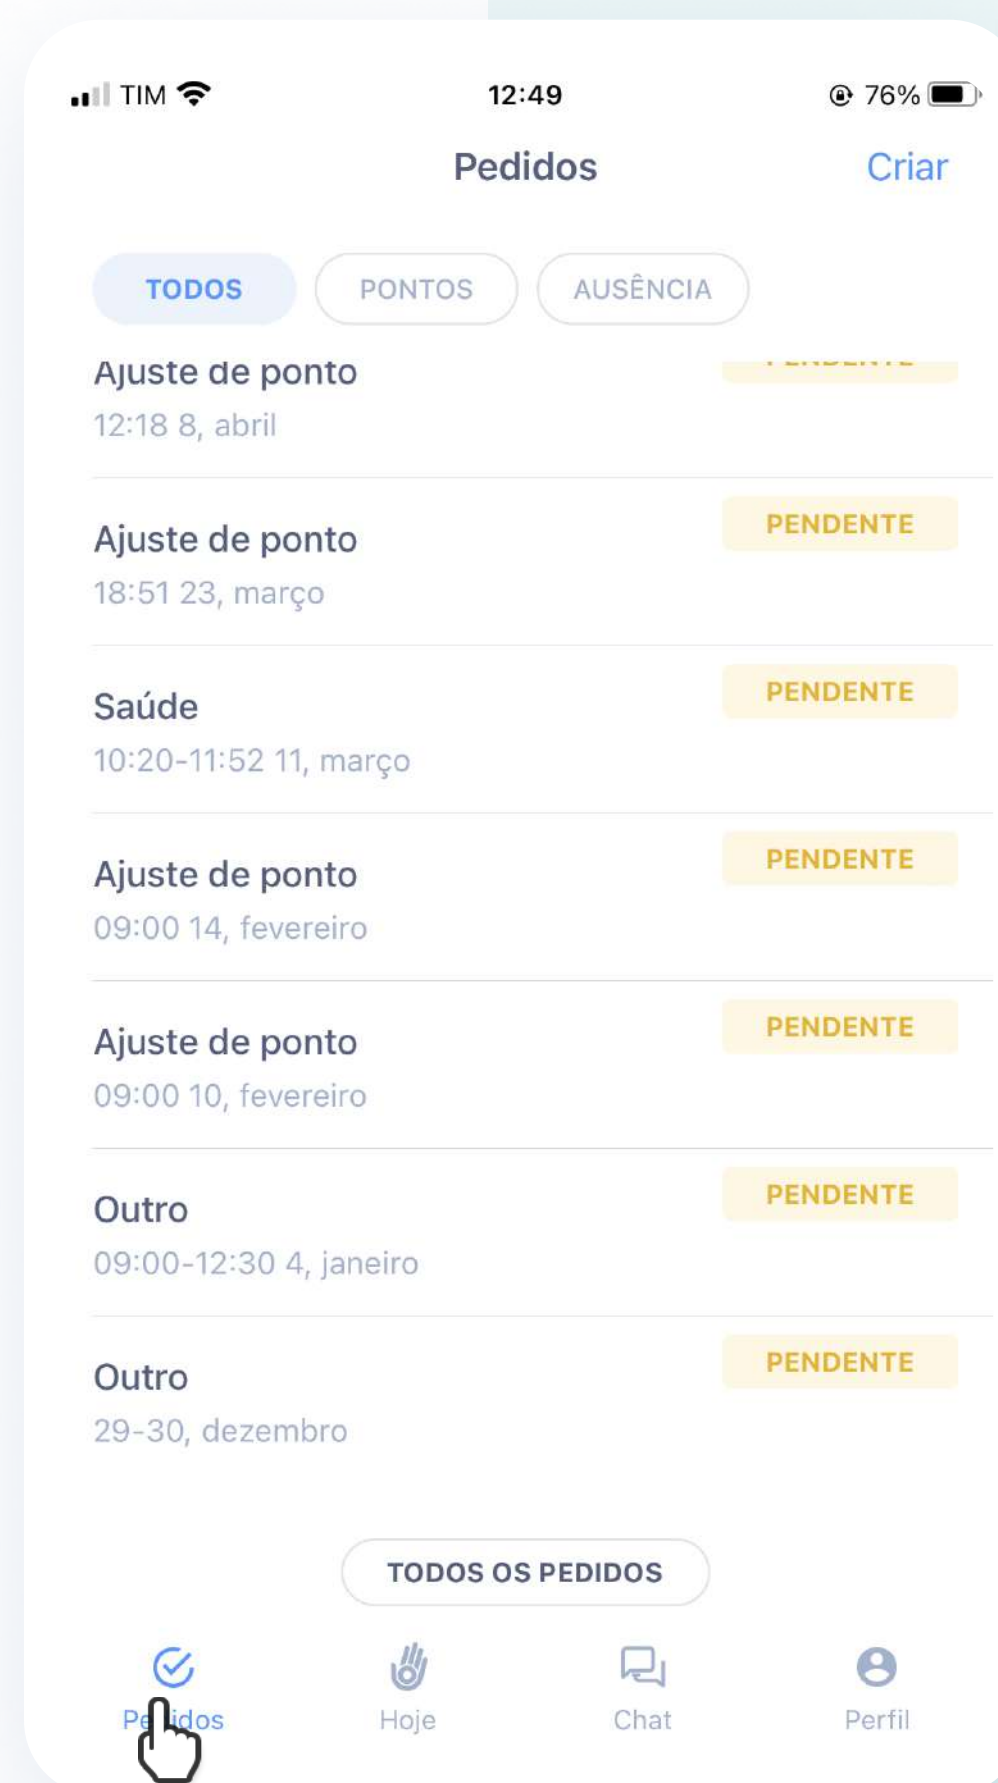 TIM
12:49
76%
Pedidos
Criar
TODOS
PONTOS
AUSÊNCIA
Ajuste de ponto
PENDENTE
12:18 8, abril
Ajuste de ponto
PENDENTE
18:51 23, março
Saúde
PENDENTE
10:20-11:52 11, março
Ajuste de ponto
PENDENTE
09:00 14, fevereiro
Ajuste de ponto
PENDENTE
09:00 10, fevereiro
Outro
PENDENTE
09:00-12:30 4, janeiro
Outro
PENDENTE
29-30, dezembro
TODOS OS PEDIDOS
Pedidos
Hoje
Chat
Perfil